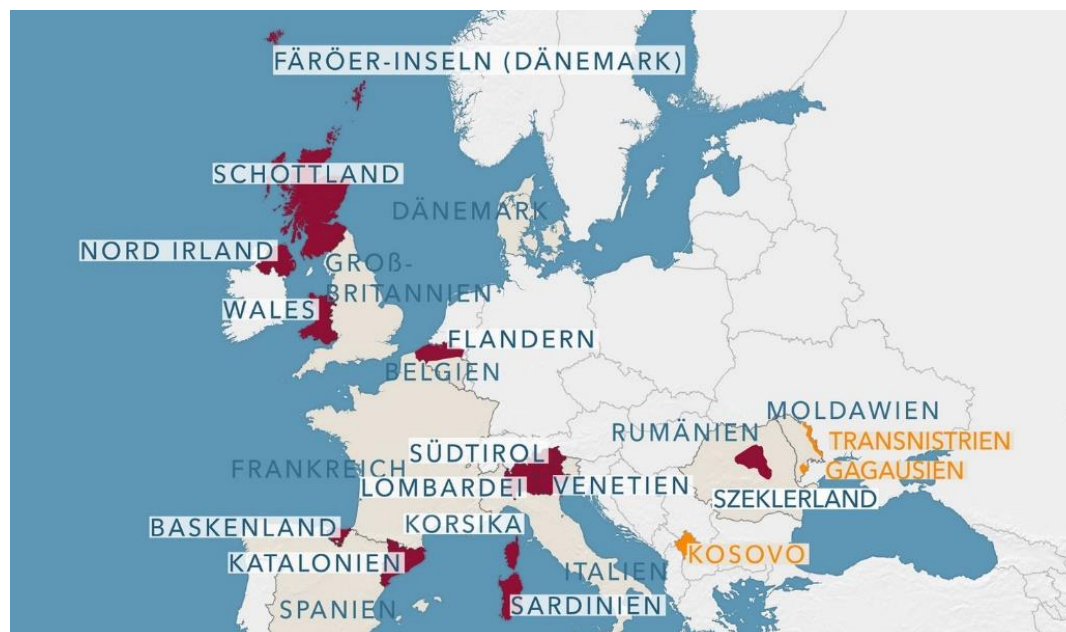 FÄRÖER-INSELN (DÄNEMARK)
SCHOTTLAND
DÄNEMARK
NORD IRLAND
GROß-
BRITANNIEN
WALES
FLANDERN
BELGIEN
MOLDAWIEN
RUMÄNIEN
TRANSNISTRIEN
SÜDTIROL
FRANKREICH
GAGAUSIEN
LOMBARDEI
VENETIEN
SZEKLERLAND
BASKENLAND
KORSIKA
KATALONIEN
KOSOVO
ITALIEN
SPANIEN
SARDINIEN